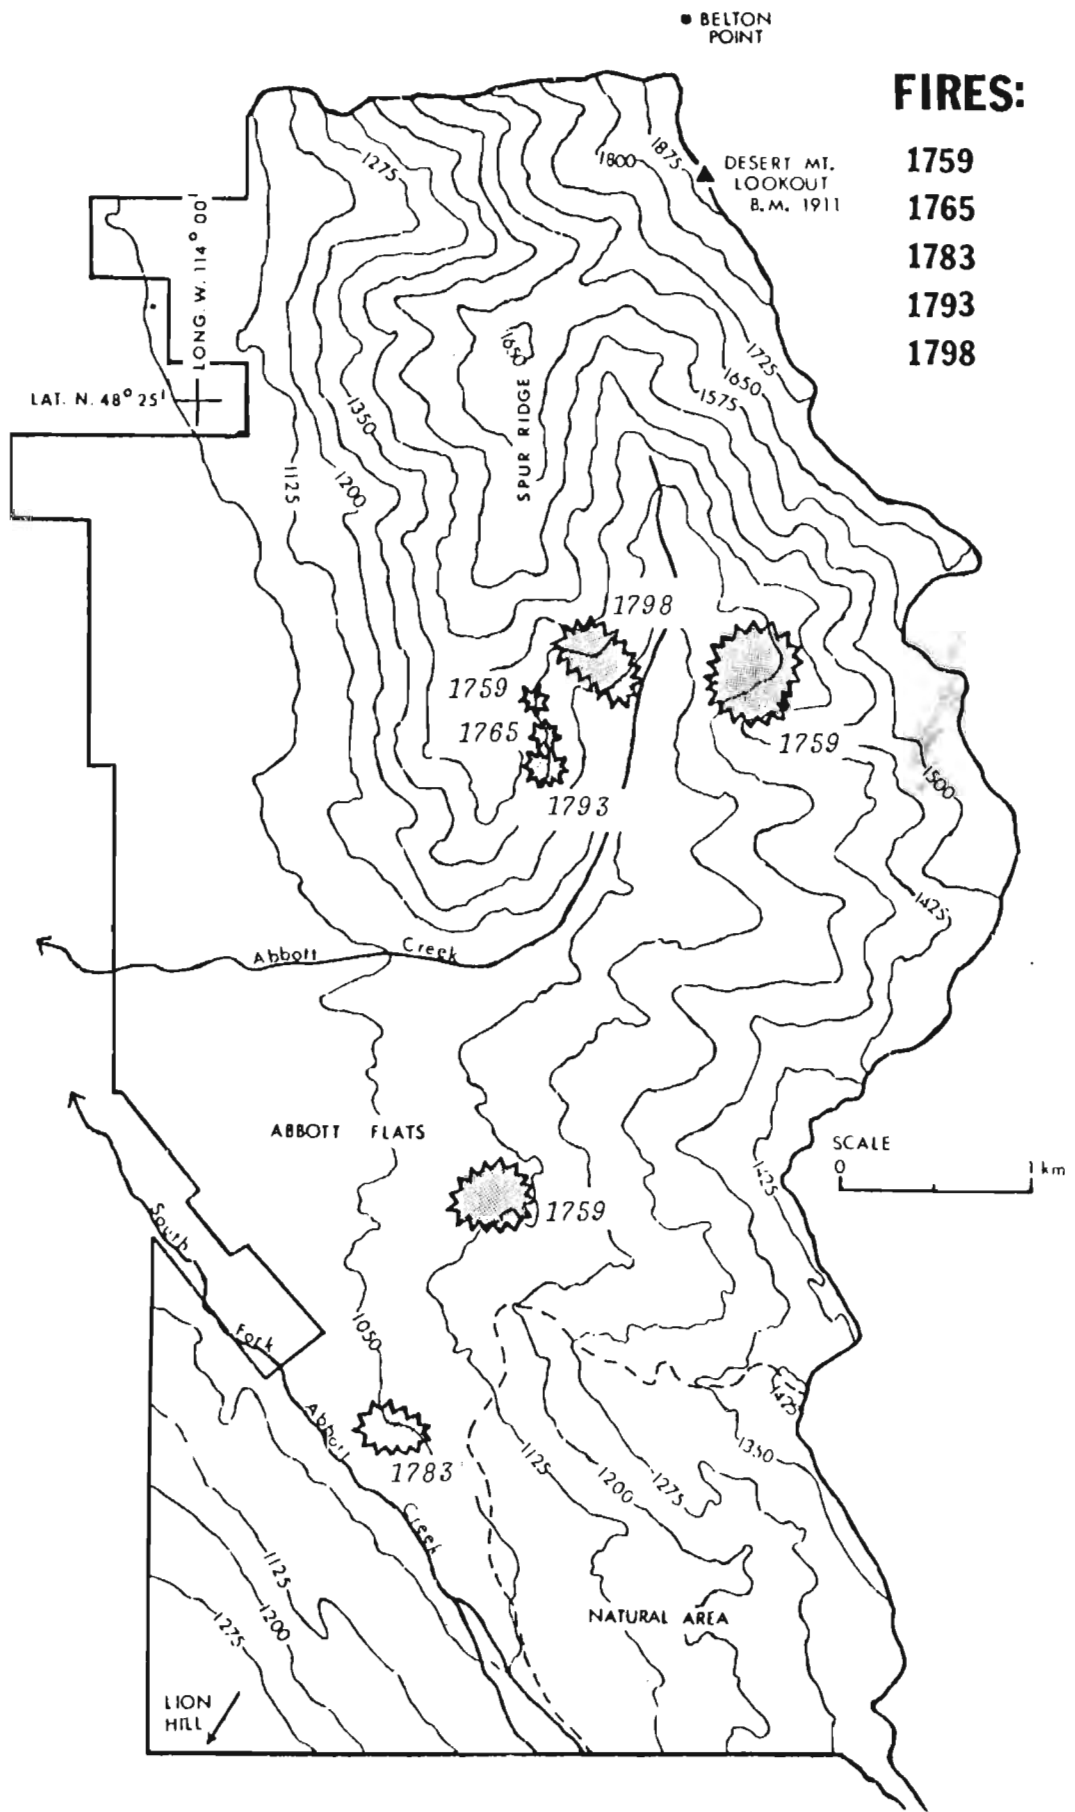 BELTON
POINT
FIRES:
1759
1765
1783
1793
1798
DESERT MT.
LOOKOUT
B.M. 1911
1875
1800
1275
LONG. W. 114° 00'
LAT. N. 48° 25'
1650
SPUR RIDGE
1725
1650
1575
1350
1125
1200
1798
1759
1765
1793
1759
1500
1425
Abbott Creek
ABBOTT FLATS
SCALE
0 1 km
1425
1759
South Fork Abbott Creek
1050
1783
1425
1350
1125
1200
1275
1125
1200
1275
NATURAL AREA
LION
HILL